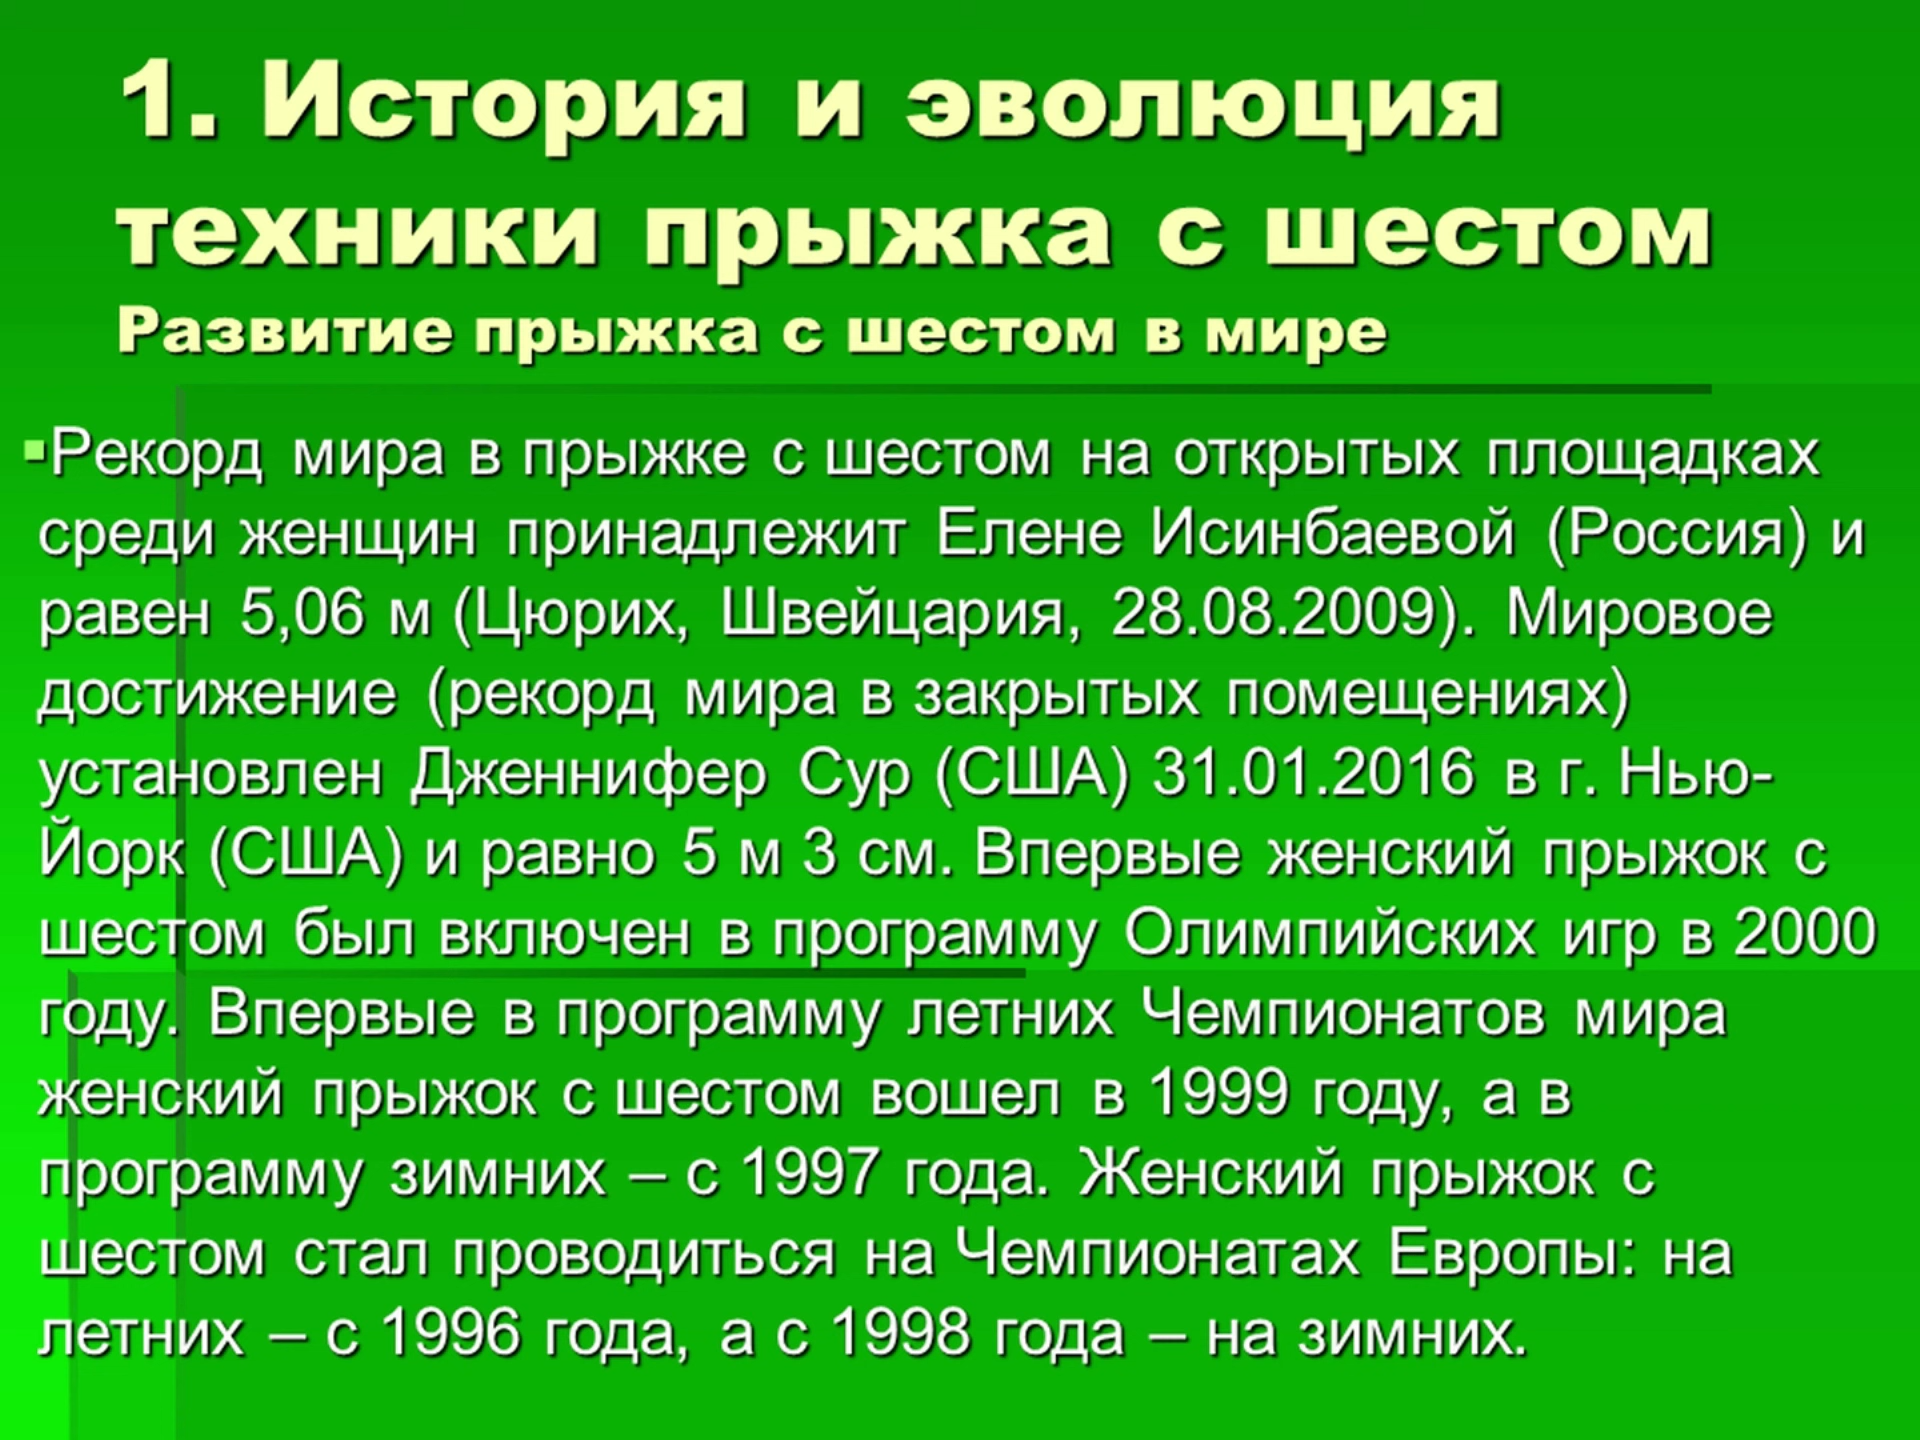 1. История и эволюция
техники прыжка с шестом
Развитие прыжка с шестом в мире
▪Рекорд мира в прыжке с шестом на открытых площадках
среди женщин принадлежит Елене Исинбаевой (Россия) и
равен 5,06 м (Цюрих, Швейцария, 28.08.2009). Мировое
достижение (рекорд мира в закрытых помещениях)
установлен Дженнифер Сур (США) 31.01.2016 в г. Нью-
Йорк (США) и равно 5 м 3 см. Впервые женский прыжок с
шестом был включен в программу Олимпийских игр в 2000
году. Впервые в программу летних Чемпионатов мира
женский прыжок с шестом вошел в 1999 году, а в
программу зимних – с 1997 года. Женский прыжок с
шестом стал проводиться на Чемпионатах Европы: на
летних – с 1996 года, а с 1998 года – на зимних.